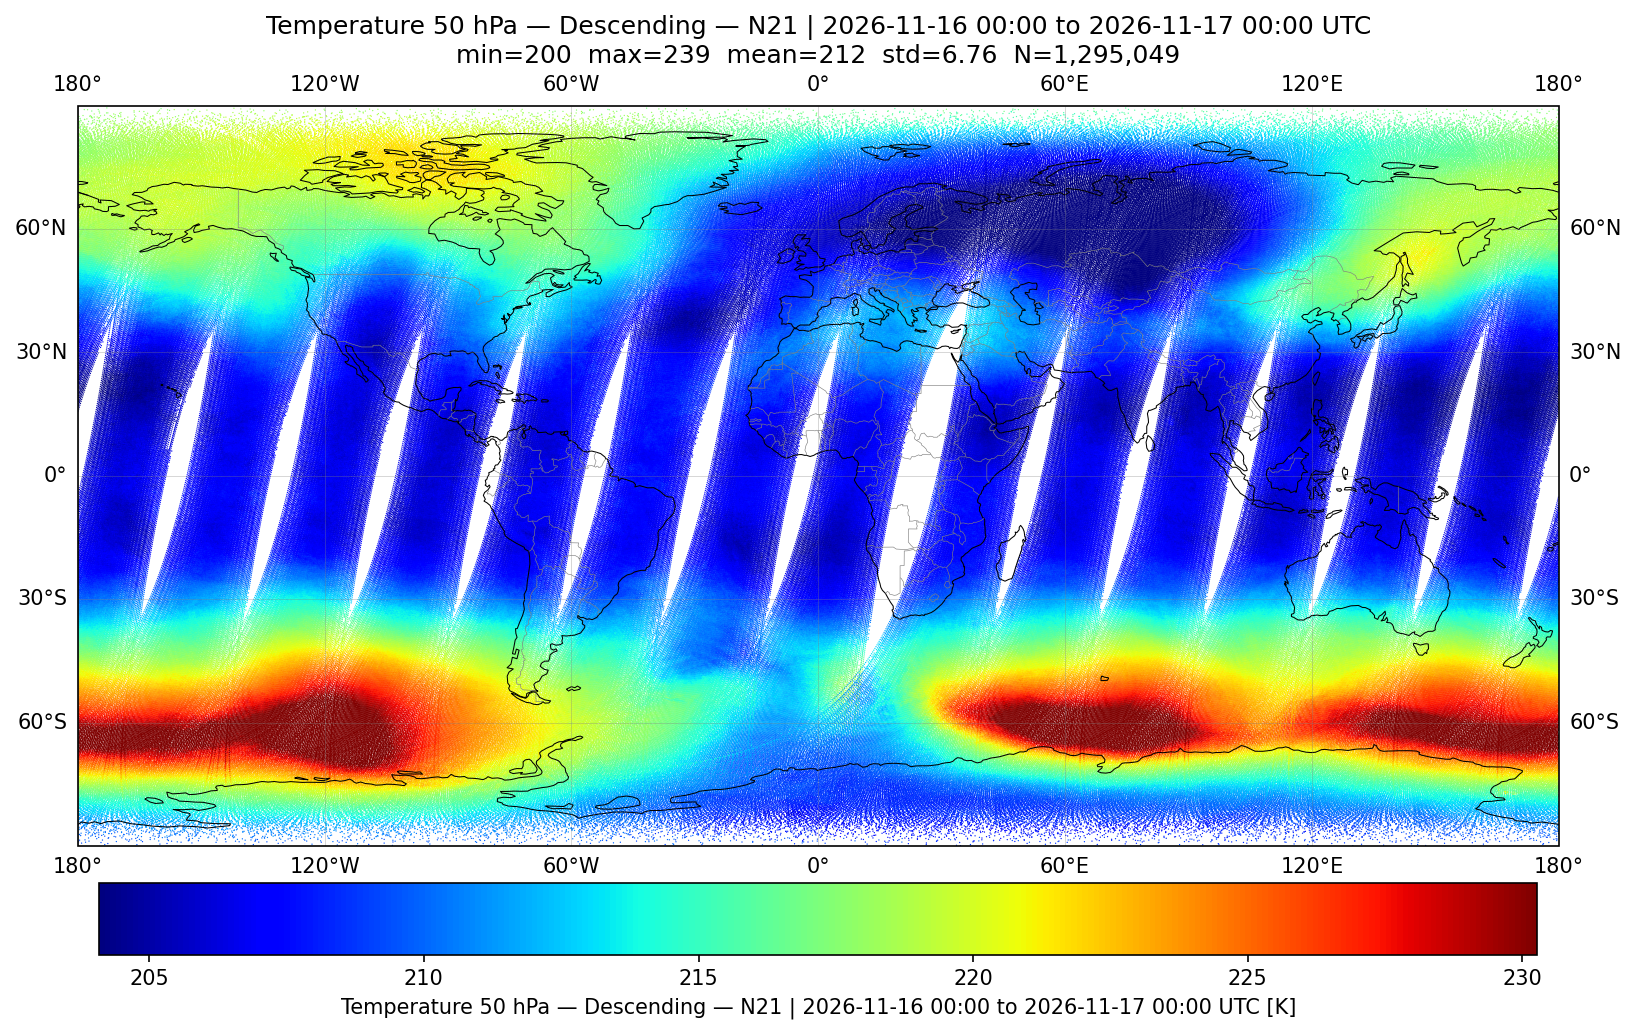 Temperature 50 hPa — Descending — N21 | 2026-11-16 00:00 to 2026-11-17 00:00 UTC
min=200 max=239 mean=212 std=6.76 N=1,295,049
180° 120°W 60°W 0° 60°E 120°E 180°
60°N 60°N
30°N 30°N
0° 0°
30°S 30°S
60°S 60°S
180° 120°W 60°W 0° 60°E 120°E 180°
205 210 215 220 225 230
Temperature 50 hPa — Descending — N21 | 2026-11-16 00:00 to 2026-11-17 00:00 UTC [K]